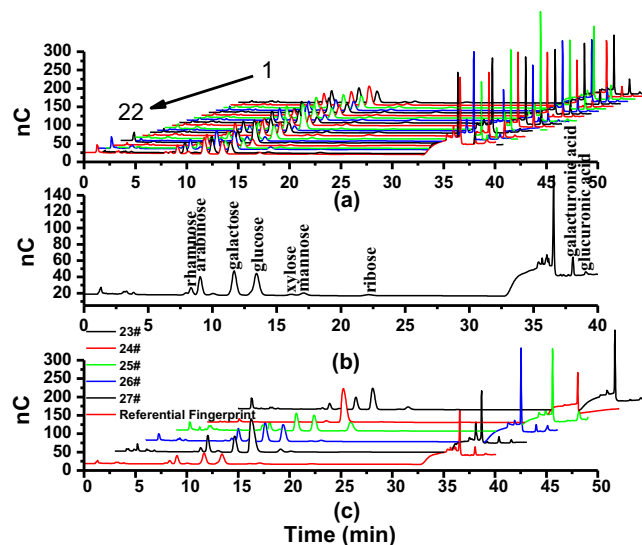 300
250
200
150
100
50
0
nC
1
22
0 5 10 15 20 25 30 35 40 45 50
(a)
140
120
100
80
60
40
20
nC
rhamnose
arabinose
galactose
glucose
xylose
mannose
ribose
galacturonic acid
glucuronic acid
0 5 10 15 20 25 30 35 40
(b)
23#
24#
25#
26#
27#
Referential Fingerprint
300
250
200
150
100
50
0
nC
0 5 10 15 20 25 30 35 40 45 50
(c)
Time (min)